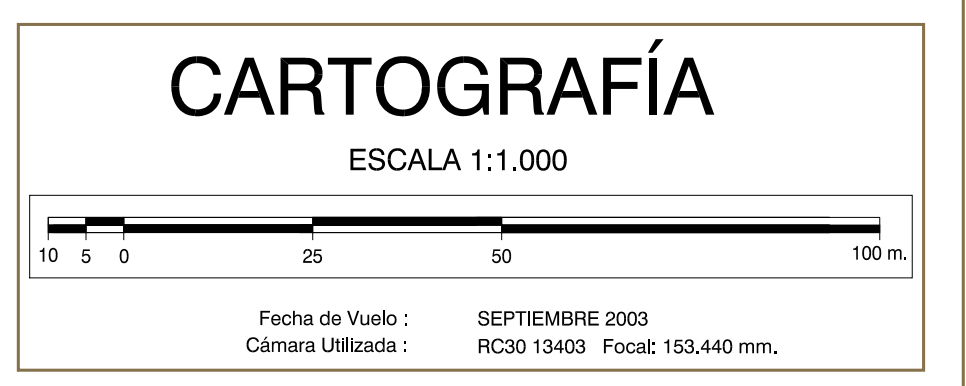 CARTOGRAFÍA
ESCALA 1:1.000
10 5 0 25 50 100 m.
Fecha de Vuelo : SEPTIEMBRE 2003
Cámara Utilizada : RC30 13403 Focal: 153.440 mm.